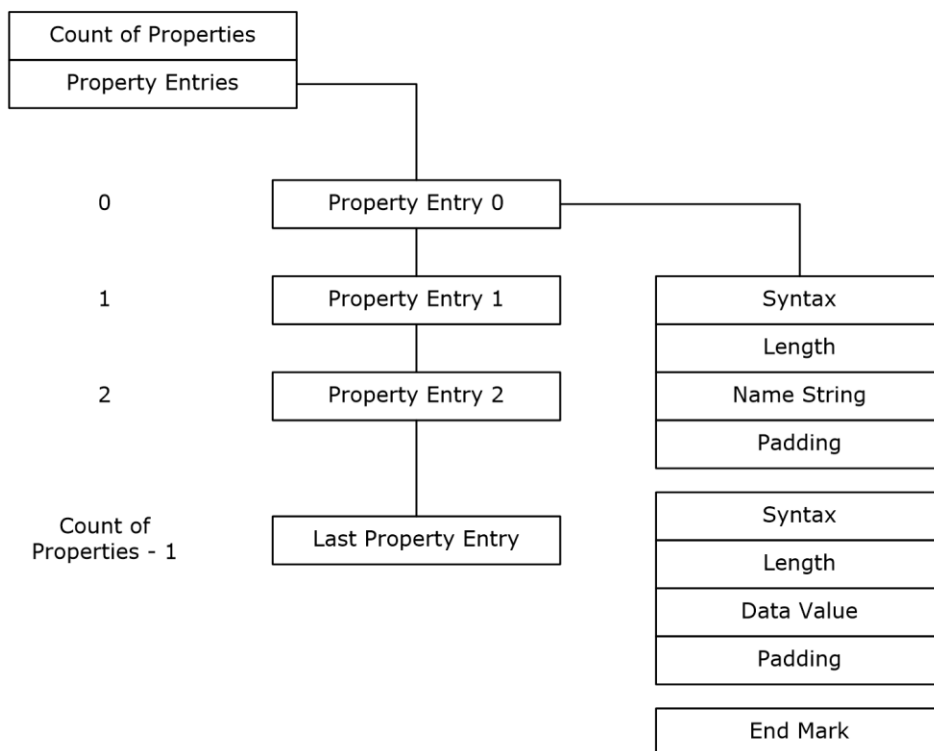 Count of Properties
Property Entries
0
Property Entry 0
1
Property Entry 1
Syntax
Length
2
Property Entry 2
Name String
Padding
Count of
Properties - 1
Last Property Entry
Syntax
Length
Data Value
Padding
End Mark